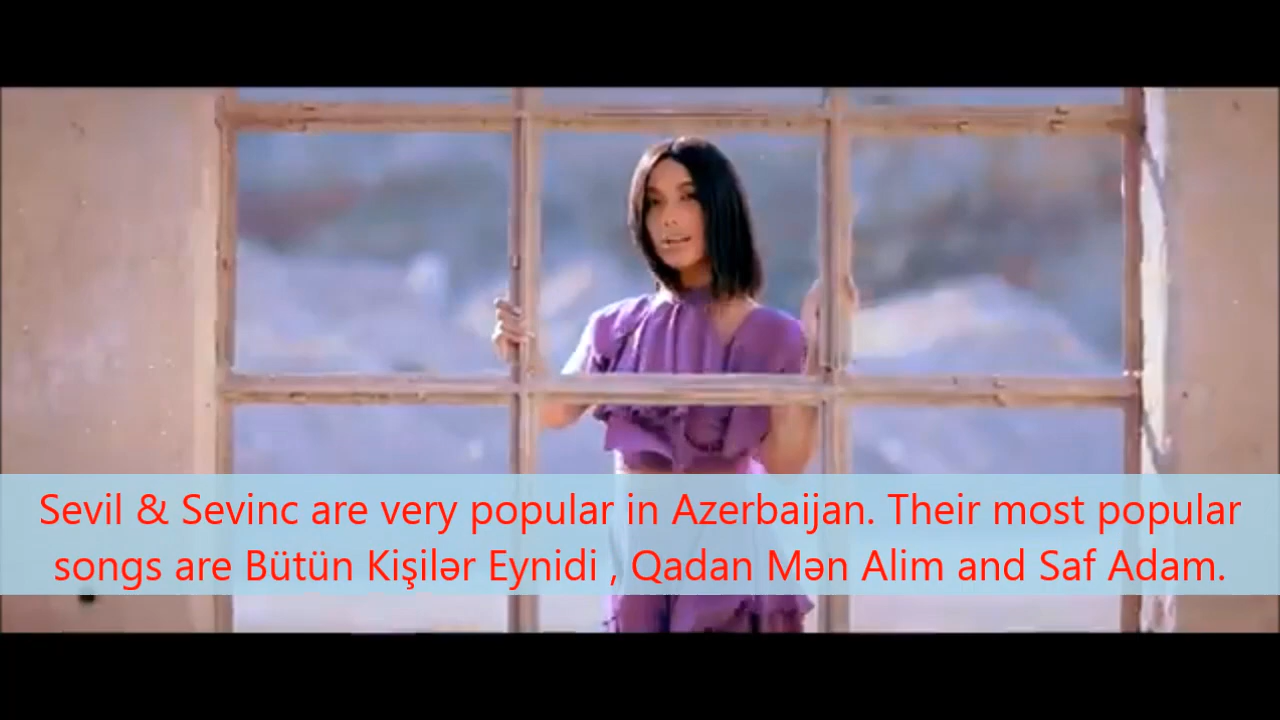 Sevil & Sevinc are very popular in Azerbaijan. Their most popular
songs are Bütün Kişilər Eynidi , Qadan Mən Alim and Saf Adam.